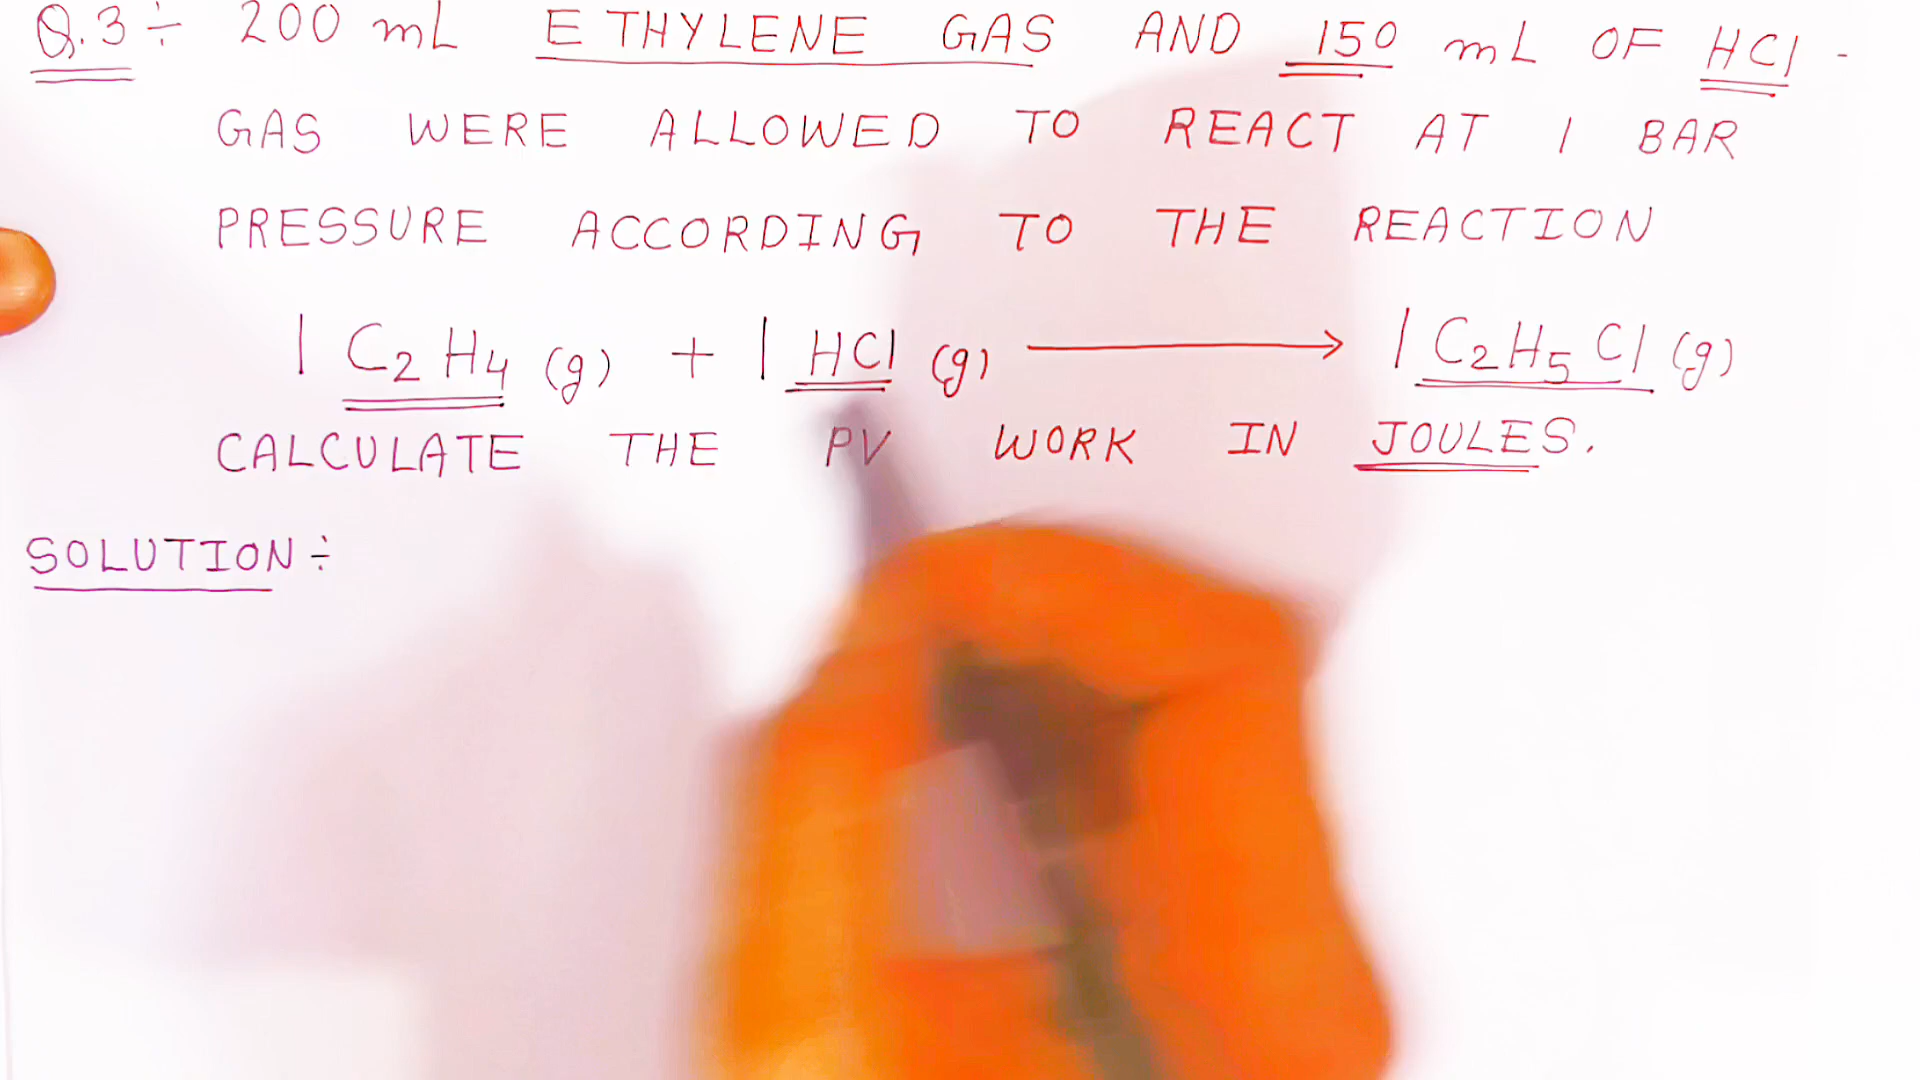 Q.3÷ 200 mL ETHYLENE GAS AND 150 mL OF HCl -
GAS WERE ALLOWED TO REACT AT 1 BAR
PRESSURE ACCORDING TO THE REACTION
1 C2H4 (g) + 1 HCl (g) → 1 C2H5Cl (g)
CALCULATE THE PV WORK IN JOULES.
SOLUTION÷